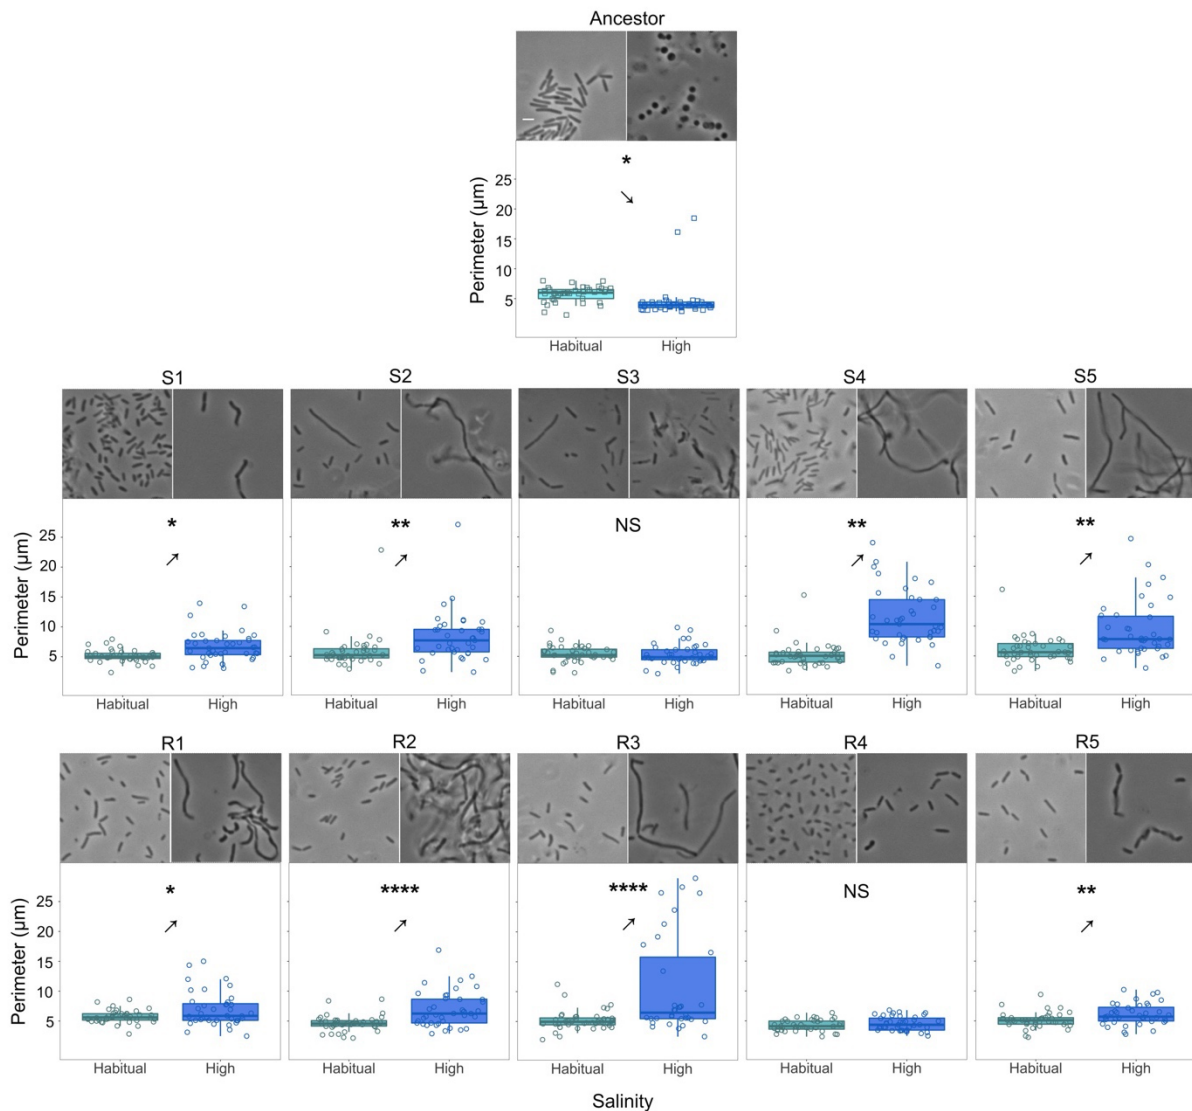 Ancestor
*
↘
Perimeter (µm)
25
20
15
10
5
Habitual High
S1 S2 S3 S4 S5
* ** NS ** **
↗ ↗ ↗ ↗
Perimeter (µm)
25
20
15
10
5
Habitual High Habitual High Habitual High Habitual High Habitual High
R1 R2 R3 R4 R5
* **** **** NS **
↗ ↗ ↗ ↗
Perimeter (µm)
25
20
15
10
5
Habitual High Habitual High Habitual High Habitual High Habitual High
Salinity